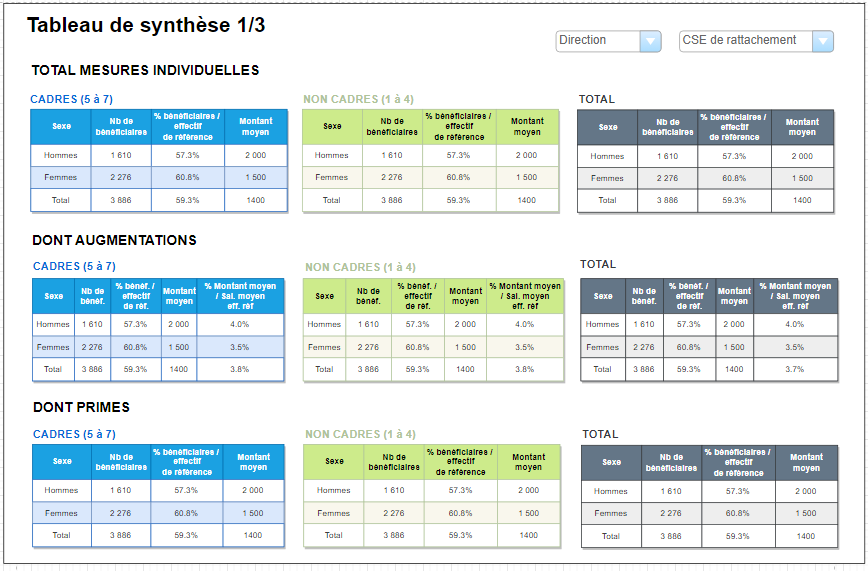 Tableau de synthèse 1/3
Direction
CSE de rattachement
TOTAL MESURES INDIVIDUELLES
CADRES (5 à 7)
Sexe Nb de bénéficiaires % bénéficiaires / effectif de référence Montant moyen
Hommes 1 610 57.3% 2 000
Femmes 2 276 60.8% 1 500
Total 3 886 59.3% 1400
NON CADRES (1 à 4)
Sexe Nb de bénéficiaires % bénéficiaires / effectif de référence Montant moyen
Hommes 1 610 57.3% 2 000
Femmes 2 276 60.8% 1 500
Total 3 886 59.3% 1400
TOTAL
Sexe Nb de bénéficiaires % bénéficiaires / effectif de référence Montant moyen
Hommes 1 610 57.3% 2 000
Femmes 2 276 60.8% 1 500
Total 3 886 59.3% 1400
DONT AUGMENTATIONS
CADRES (5 à 7)
Sexe Nb de bénéf. % bénéf. / effectif de réf. Montant moyen % Montant moyen / Sal. moyen eff. réf
Hommes 1 610 57.3% 2 000 4.0%
Femmes 2 276 60.8% 1 500 3.5%
Total 3 886 59.3% 1400 3.8%
NON CADRES (1 à 4)
Sexe Nb de bénéf. % bénéf. / effectif de réf. Montant moyen % Montant moyen / Sal. moyen eff. réf
Hommes 1 610 57.3% 2 000 4.0%
Femmes 2 276 60.8% 1 500 3.5%
Total 3 886 59.3% 1400 3.8%
TOTAL
Sexe Nb de bénéf. % bénéf. / effectif de réf. Montant moyen % Montant moyen / Sal. moyen eff. réf
Hommes 1 610 57.3% 2 000 4.0%
Femmes 2 276 60.8% 1 500 3.5%
Total 3 886 59.3% 1400 3.7%
DONT PRIMES
CADRES (5 à 7)
Sexe Nb de bénéficiaires % bénéficiaires / effectif de référence Montant moyen
Hommes 1 610 57.3% 2 000
Femmes 2 276 60.8% 1 500
Total 3 886 59.3% 1400
NON CADRES (1 à 4)
Sexe Nb de bénéficiaires % bénéficiaires / effectif de référence Montant moyen
Hommes 1 610 57.3% 2 000
Femmes 2 276 60.8% 1 500
Total 3 886 59.3% 1400
TOTAL
Sexe Nb de bénéficiaires % bénéficiaires / effectif de référence Montant moyen
Hommes 1 610 57.3% 2 000
Femmes 2 276 60.8% 1 500
Total 3 886 59.3% 1400